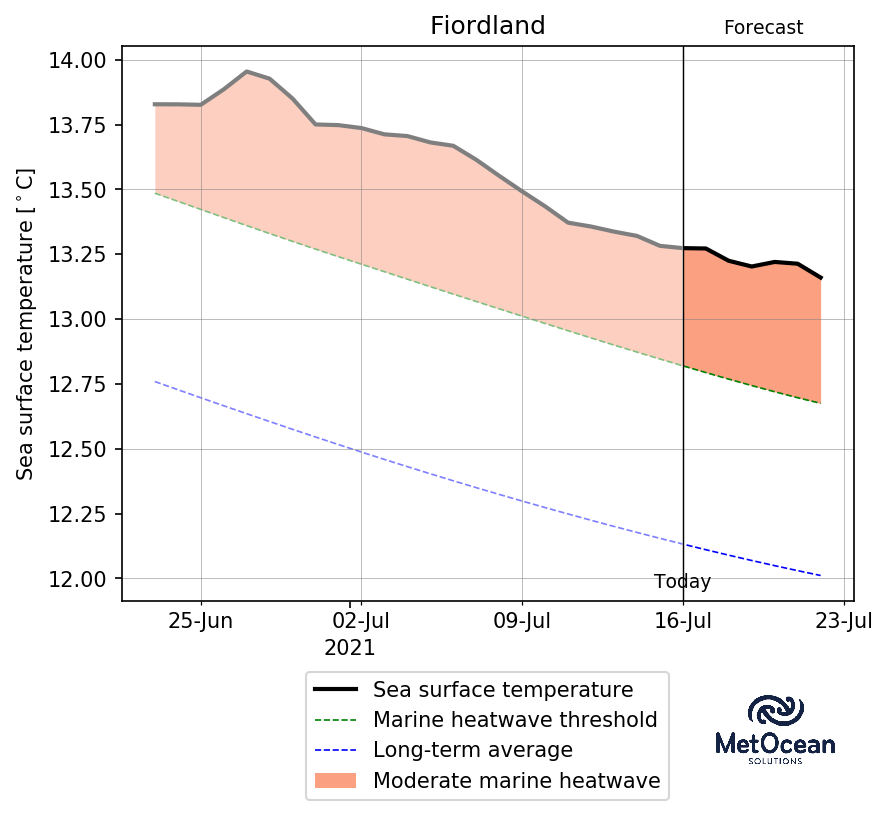 Fiordland
Forecast
Sea surface temperature [°C]
14.00
13.75
13.50
13.25
13.00
12.75
12.50
12.25
12.00
Today
25-Jun
02-Jul
09-Jul
16-Jul
23-Jul
2021
Sea surface temperature
Marine heatwave threshold
Long-term average
Moderate marine heatwave
MetOcean
SOLUTIONS